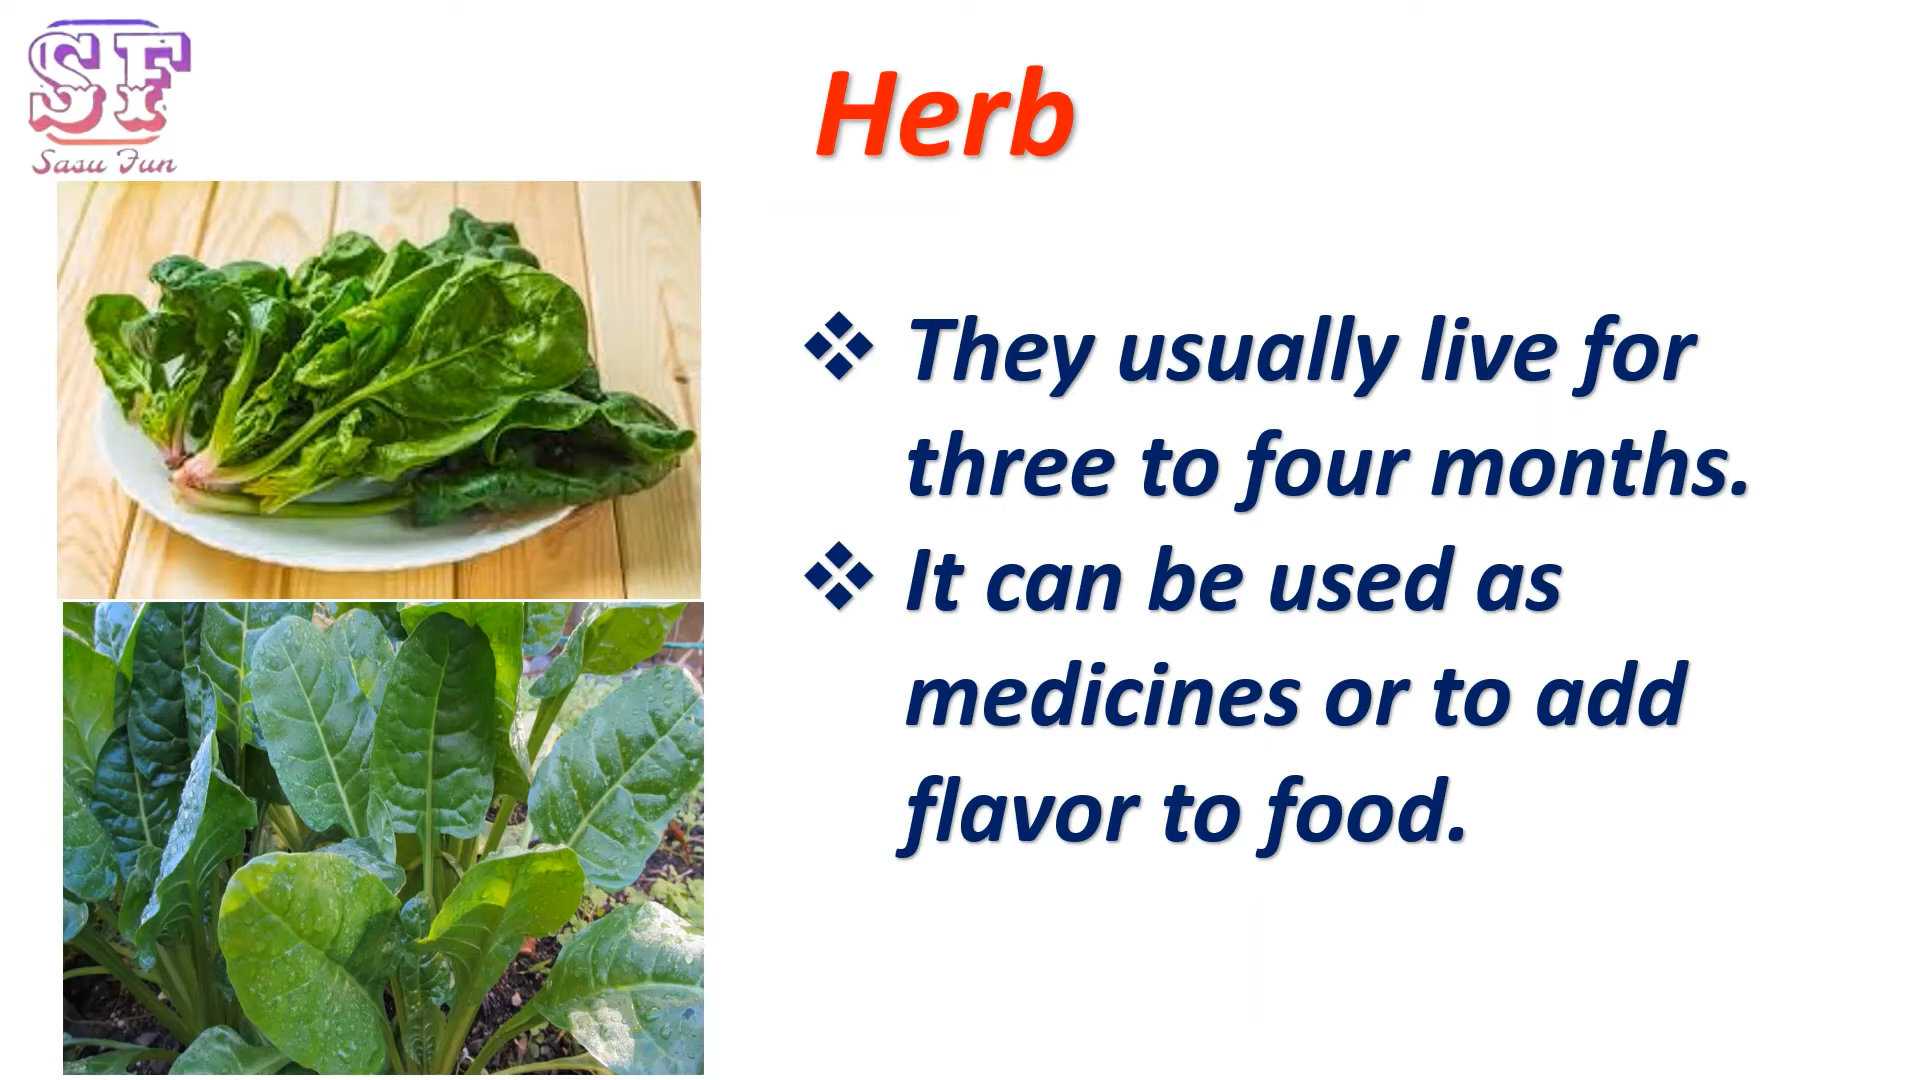 SF
Sasu Fun
Herb
❖ They usually live for
three to four months.
❖ It can be used as
medicines or to add
flavor to food.